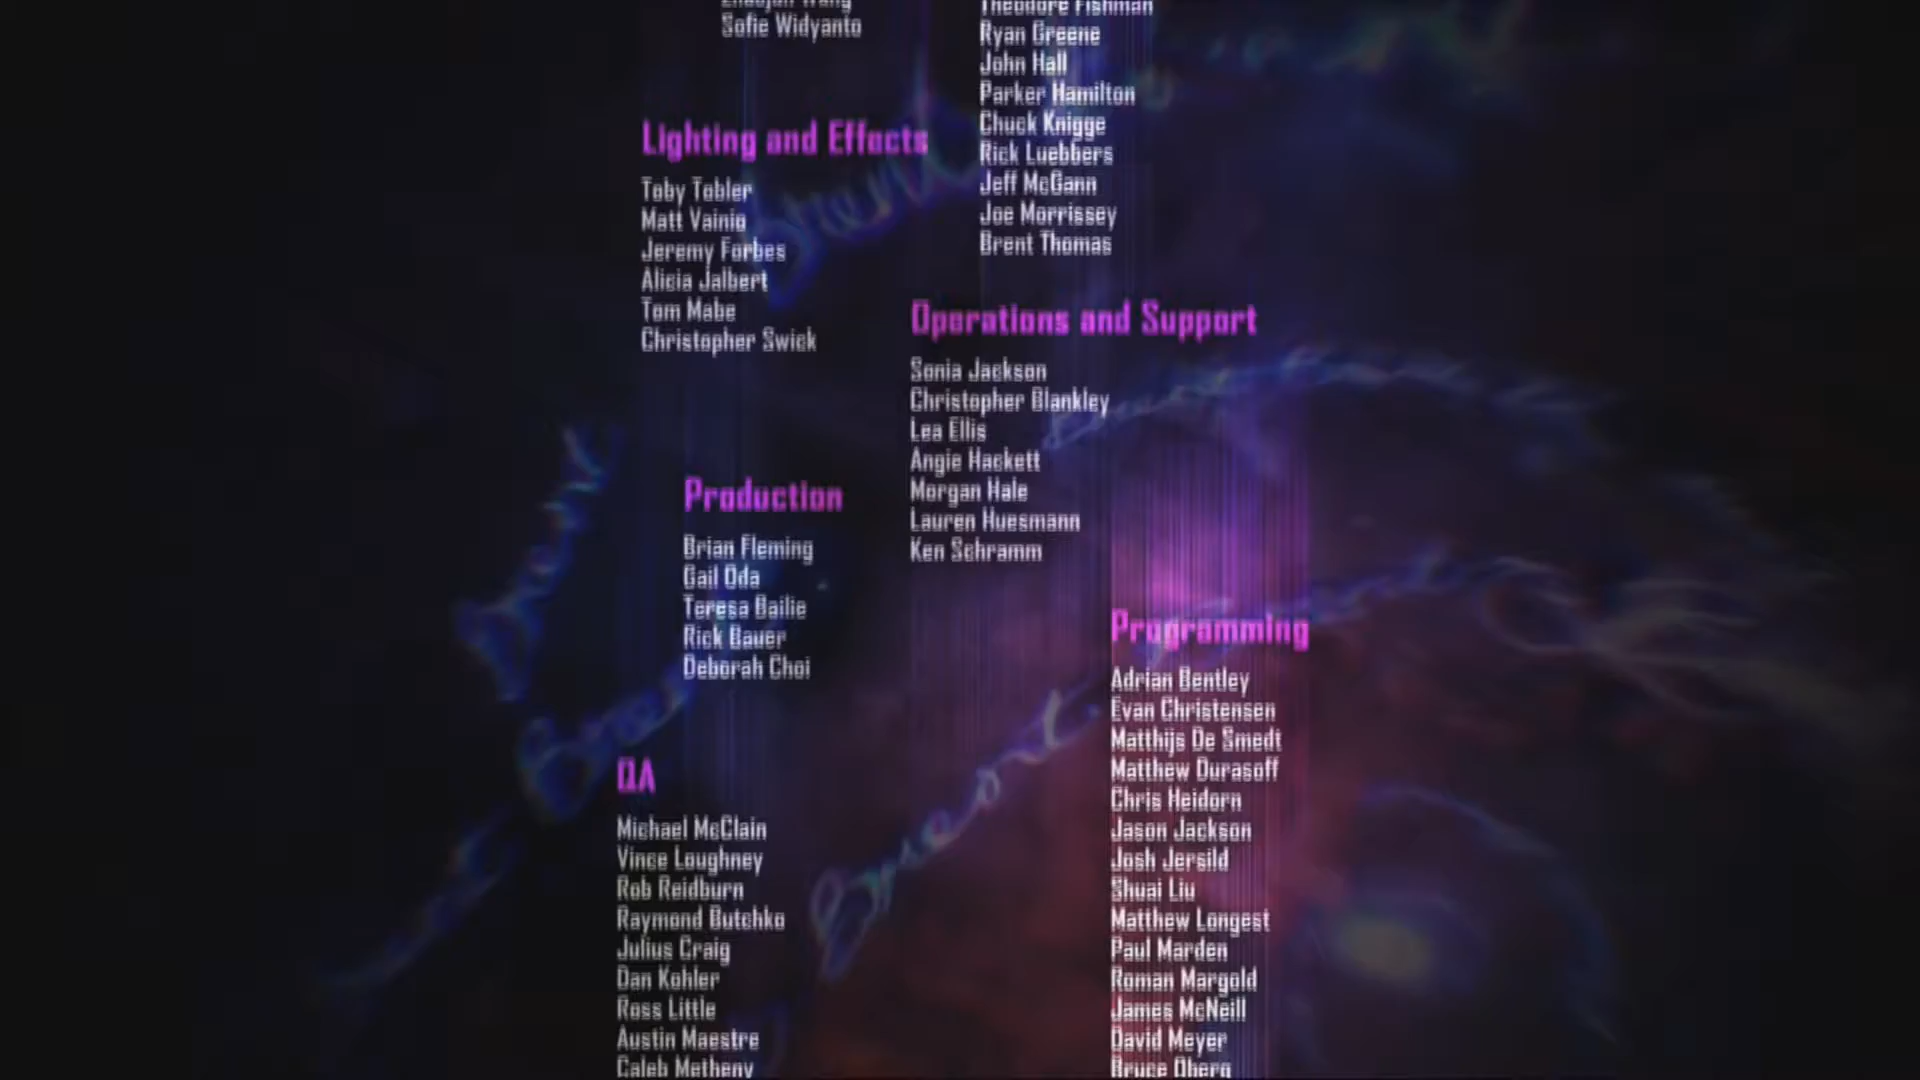 Sofie Widyanto
Theodore Fishman
Ryan Greene
John Hall
Parker Hamilton
Chuck Knigge
Rick Luebbers
Jeff McGann
Joe Morrissey
Brent Thomas
Lighting and Effects
Toby Tobler
Matt Vainio
Jeremy Forbes
Alicia Jalbert
Tom Mabe
Christopher Swick
Operations and Support
Sonia Jackson
Christopher Blankley
Lea Ellis
Angie Hackett
Morgan Hale
Lauren Huesmann
Ken Schramm
Production
Brian Fleming
Gail Oda
Teresa Bailie
Rick Bauer
Deborah Choi
Programming
Adrian Bentley
Evan Christensen
Matthijs De Smedt
Matthew Durasoff
Chris Heidorn
Jason Jackson
Josh Jersild
Shuai Liu
Matthew Longest
Paul Marden
Roman Margold
James McNeill
David Meyer
Bruce Oberg
QA
Michael McClain
Vince Loughney
Rob Reidburn
Raymond Butchko
Julius Craig
Dan Kohler
Ross Little
Austin Maestre
Caleb Metheny